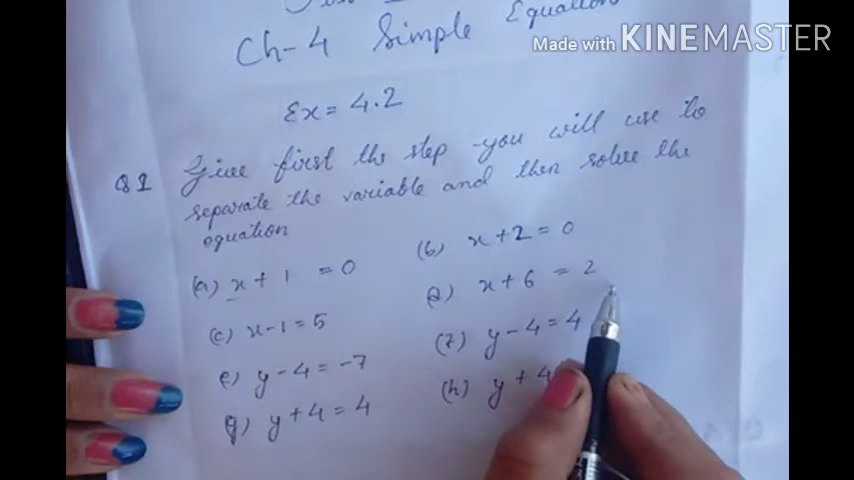 Ch-4 Simple Equation
Made with KINEMASTER
Ex = 4.2
Q1 Give first the step you will use to
separate the variable and then solve the
equation
(a) x + 1 = 0 (b) x + 2 = 0
(c) x - 1 = 5 (d) x + 6 = 2
(e) y - 4 = -7 (f) y - 4 = 4
(g) y + 4 = 4 (h) y + 4